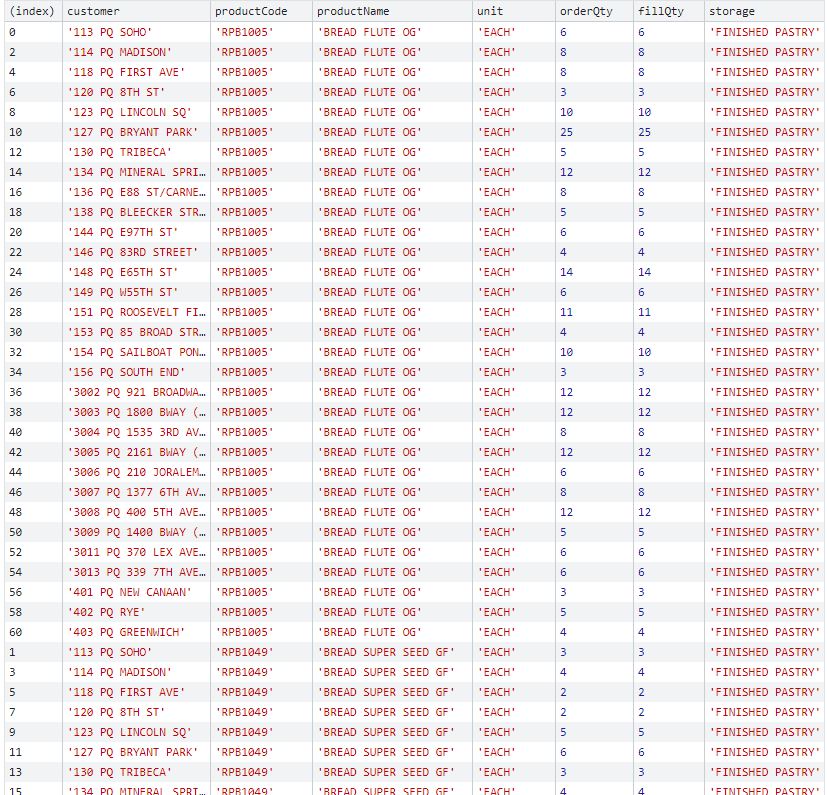 (index) customer productCode productName unit orderQty fillQty storage
0 '113 PQ SOHO' 'RPB1005' 'BREAD FLUTE OG' 'EACH' 6 6 'FINISHED PASTRY'
2 '114 PQ MADISON' 'RPB1005' 'BREAD FLUTE OG' 'EACH' 8 8 'FINISHED PASTRY'
4 '118 PQ FIRST AVE' 'RPB1005' 'BREAD FLUTE OG' 'EACH' 8 8 'FINISHED PASTRY'
6 '120 PQ 8TH ST' 'RPB1005' 'BREAD FLUTE OG' 'EACH' 3 3 'FINISHED PASTRY'
8 '123 PQ LINCOLN SQ' 'RPB1005' 'BREAD FLUTE OG' 'EACH' 10 10 'FINISHED PASTRY'
10 '127 PQ BRYANT PARK' 'RPB1005' 'BREAD FLUTE OG' 'EACH' 25 25 'FINISHED PASTRY'
12 '130 PQ TRIBECA' 'RPB1005' 'BREAD FLUTE OG' 'EACH' 5 5 'FINISHED PASTRY'
14 '134 PQ MINERAL SPRI… 'RPB1005' 'BREAD FLUTE OG' 'EACH' 12 12 'FINISHED PASTRY'
16 '136 PQ E88 ST/CARNE… 'RPB1005' 'BREAD FLUTE OG' 'EACH' 8 8 'FINISHED PASTRY'
18 '138 PQ BLEECKER STR… 'RPB1005' 'BREAD FLUTE OG' 'EACH' 5 5 'FINISHED PASTRY'
20 '144 PQ E97TH ST' 'RPB1005' 'BREAD FLUTE OG' 'EACH' 6 6 'FINISHED PASTRY'
22 '146 PQ 83RD STREET' 'RPB1005' 'BREAD FLUTE OG' 'EACH' 4 4 'FINISHED PASTRY'
24 '148 PQ E65TH ST' 'RPB1005' 'BREAD FLUTE OG' 'EACH' 14 14 'FINISHED PASTRY'
26 '149 PQ W55TH ST' 'RPB1005' 'BREAD FLUTE OG' 'EACH' 6 6 'FINISHED PASTRY'
28 '151 PQ ROOSEVELT FI… 'RPB1005' 'BREAD FLUTE OG' 'EACH' 11 11 'FINISHED PASTRY'
30 '153 PQ 85 BROAD STR… 'RPB1005' 'BREAD FLUTE OG' 'EACH' 4 4 'FINISHED PASTRY'
32 '154 PQ SAILBOAT PON… 'RPB1005' 'BREAD FLUTE OG' 'EACH' 10 10 'FINISHED PASTRY'
34 '156 PQ SOUTH END' 'RPB1005' 'BREAD FLUTE OG' 'EACH' 3 3 'FINISHED PASTRY'
36 '3002 PQ 921 BROADWA… 'RPB1005' 'BREAD FLUTE OG' 'EACH' 12 12 'FINISHED PASTRY'
38 '3003 PQ 1800 BWAY (… 'RPB1005' 'BREAD FLUTE OG' 'EACH' 12 12 'FINISHED PASTRY'
40 '3004 PQ 1535 3RD AV… 'RPB1005' 'BREAD FLUTE OG' 'EACH' 8 8 'FINISHED PASTRY'
42 '3005 PQ 2161 BWAY (… 'RPB1005' 'BREAD FLUTE OG' 'EACH' 12 12 'FINISHED PASTRY'
44 '3006 PQ 210 JORALEM… 'RPB1005' 'BREAD FLUTE OG' 'EACH' 6 6 'FINISHED PASTRY'
46 '3007 PQ 1377 6TH AV… 'RPB1005' 'BREAD FLUTE OG' 'EACH' 8 8 'FINISHED PASTRY'
48 '3008 PQ 400 5TH AVE… 'RPB1005' 'BREAD FLUTE OG' 'EACH' 12 12 'FINISHED PASTRY'
50 '3009 PQ 1400 BWAY (… 'RPB1005' 'BREAD FLUTE OG' 'EACH' 5 5 'FINISHED PASTRY'
52 '3011 PQ 370 LEX AVE… 'RPB1005' 'BREAD FLUTE OG' 'EACH' 6 6 'FINISHED PASTRY'
54 '3013 PQ 339 7TH AVE… 'RPB1005' 'BREAD FLUTE OG' 'EACH' 6 6 'FINISHED PASTRY'
56 '401 PQ NEW CANAAN' 'RPB1005' 'BREAD FLUTE OG' 'EACH' 3 3 'FINISHED PASTRY'
58 '402 PQ RYE' 'RPB1005' 'BREAD FLUTE OG' 'EACH' 5 5 'FINISHED PASTRY'
60 '403 PQ GREENWICH' 'RPB1005' 'BREAD FLUTE OG' 'EACH' 4 4 'FINISHED PASTRY'
1 '113 PQ SOHO' 'RPB1049' 'BREAD SUPER SEED GF' 'EACH' 3 3 'FINISHED PASTRY'
3 '114 PQ MADISON' 'RPB1049' 'BREAD SUPER SEED GF' 'EACH' 4 4 'FINISHED PASTRY'
5 '118 PQ FIRST AVE' 'RPB1049' 'BREAD SUPER SEED GF' 'EACH' 2 2 'FINISHED PASTRY'
7 '120 PQ 8TH ST' 'RPB1049' 'BREAD SUPER SEED GF' 'EACH' 2 2 'FINISHED PASTRY'
9 '123 PQ LINCOLN SQ' 'RPB1049' 'BREAD SUPER SEED GF' 'EACH' 5 5 'FINISHED PASTRY'
11 '127 PQ BRYANT PARK' 'RPB1049' 'BREAD SUPER SEED GF' 'EACH' 6 6 'FINISHED PASTRY'
13 '130 PQ TRIBECA' 'RPB1049' 'BREAD SUPER SEED GF' 'EACH' 3 3 'FINISHED PASTRY'
15 '134 PQ MINERAL SPRI… 'RPB1049' 'BREAD SUPER SEED GF' 'EACH' 4 4 'FINISHED PASTRY'